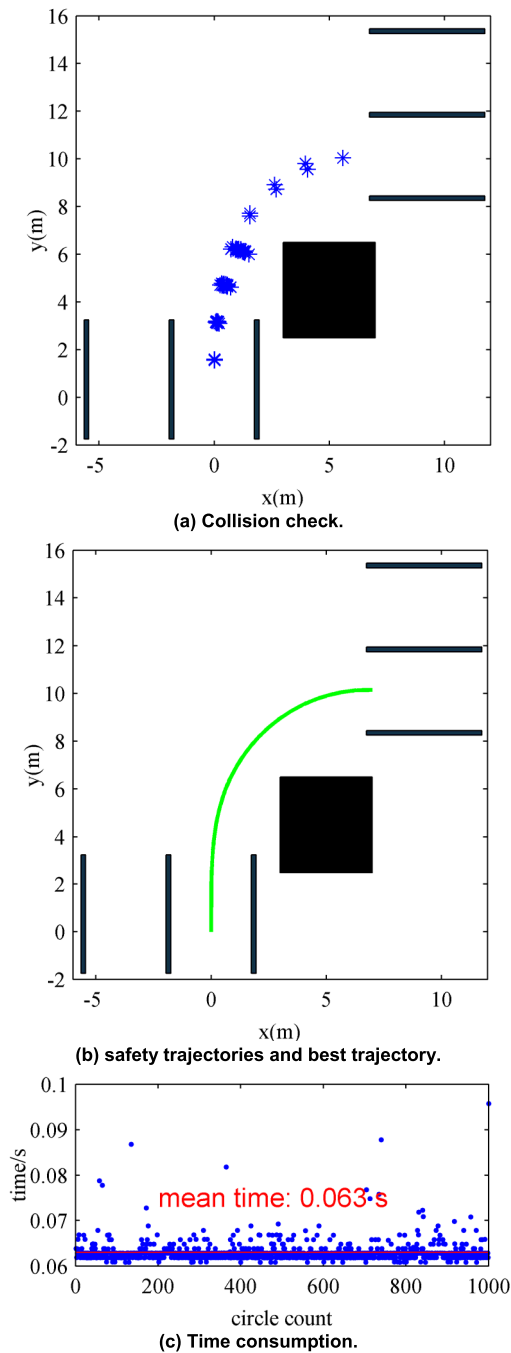 16
14
12
10
8
6
4
2
0
-2
y(m)
-5 0 5 10
x(m)
(a) Collision check.
16
14
12
10
8
6
4
2
0
-2
y(m)
-5 0 5 10
x(m)
(b) safety trajectories and best trajectory.
0.1
0.09
0.08
0.07
0.06
time/s
mean time: 0.063 s
0 200 400 600 800 1000
circle count
(c) Time consumption.